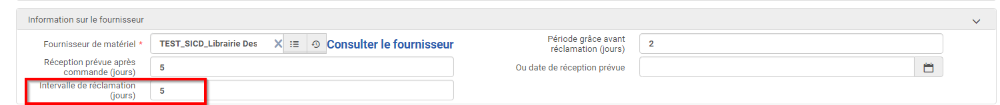 Information sur le fournisseur
Fournisseur de matériel * TEST_SICD_Librairie Des Consulter le fournisseur
Période grâce avant
réclamation (jours) 2
Réception prévue après
commande (jours) 5
Ou date de réception prévue
Intervalle de réclamation
(jours) 5